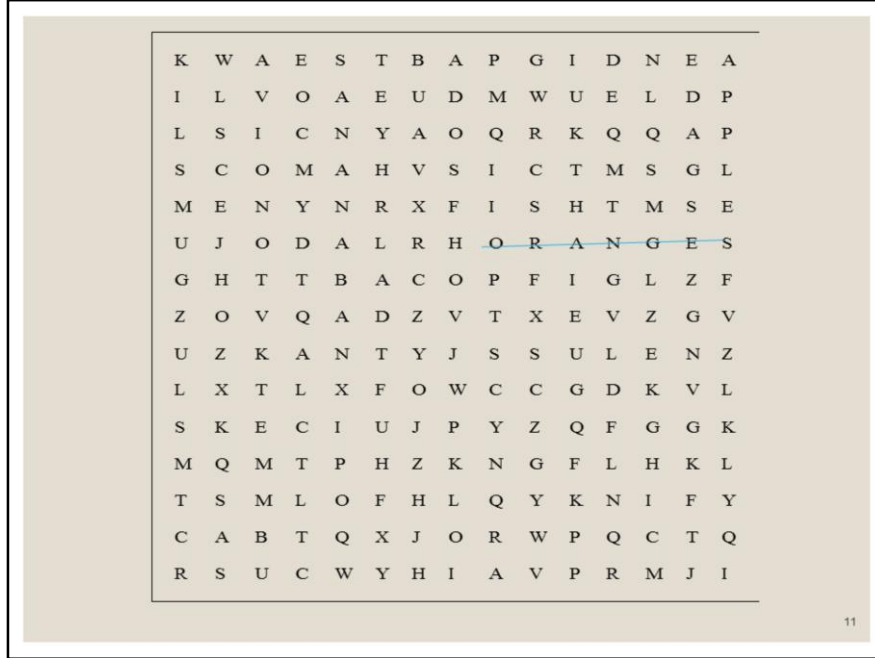 K W A E S T B A P G I D N E A
I L V O A E U D M W U E L D P
L S I C N Y A O Q R K Q Q A P
S C O M A H V S I C T M S G L
M E N Y N R X F I S H T M S E
U J O D A L R H O R A N G E S
G H T T B A C O P F I G L Z F
Z O V Q A D Z V T X E V Z G V
U Z K A N T Y J S S U L E N Z
L X T L X F O W C C G D K V L
S K E C I U J P Y Z Q F G G K
M Q M T P H Z K N G F L H K L
T S M L O F H L Q Y K N I F Y
C A B T Q X J O R W P Q C T Q
R S U C W Y H I A V P R M J I
11